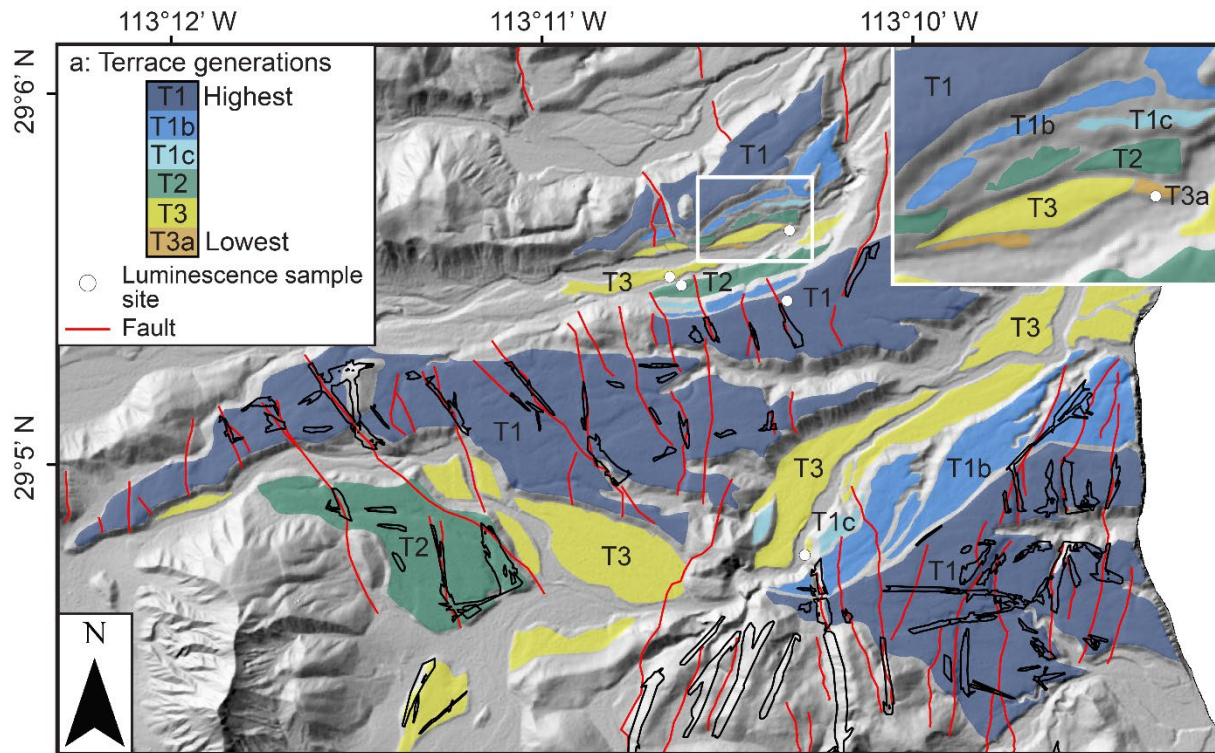 113°12’ W
113°11’ W
113°10’ W
29°6’ N
29°5’ N
a: Terrace generations
T1 Highest
T1b
T1c
T2
T3
T3a Lowest
Luminescence sample
site
Fault
T1
T1b
T1c
T2
T3
T3a
T1
T3
T2
T1
T3
T1
T3
T1b
T1c
T2
T3
T1
N